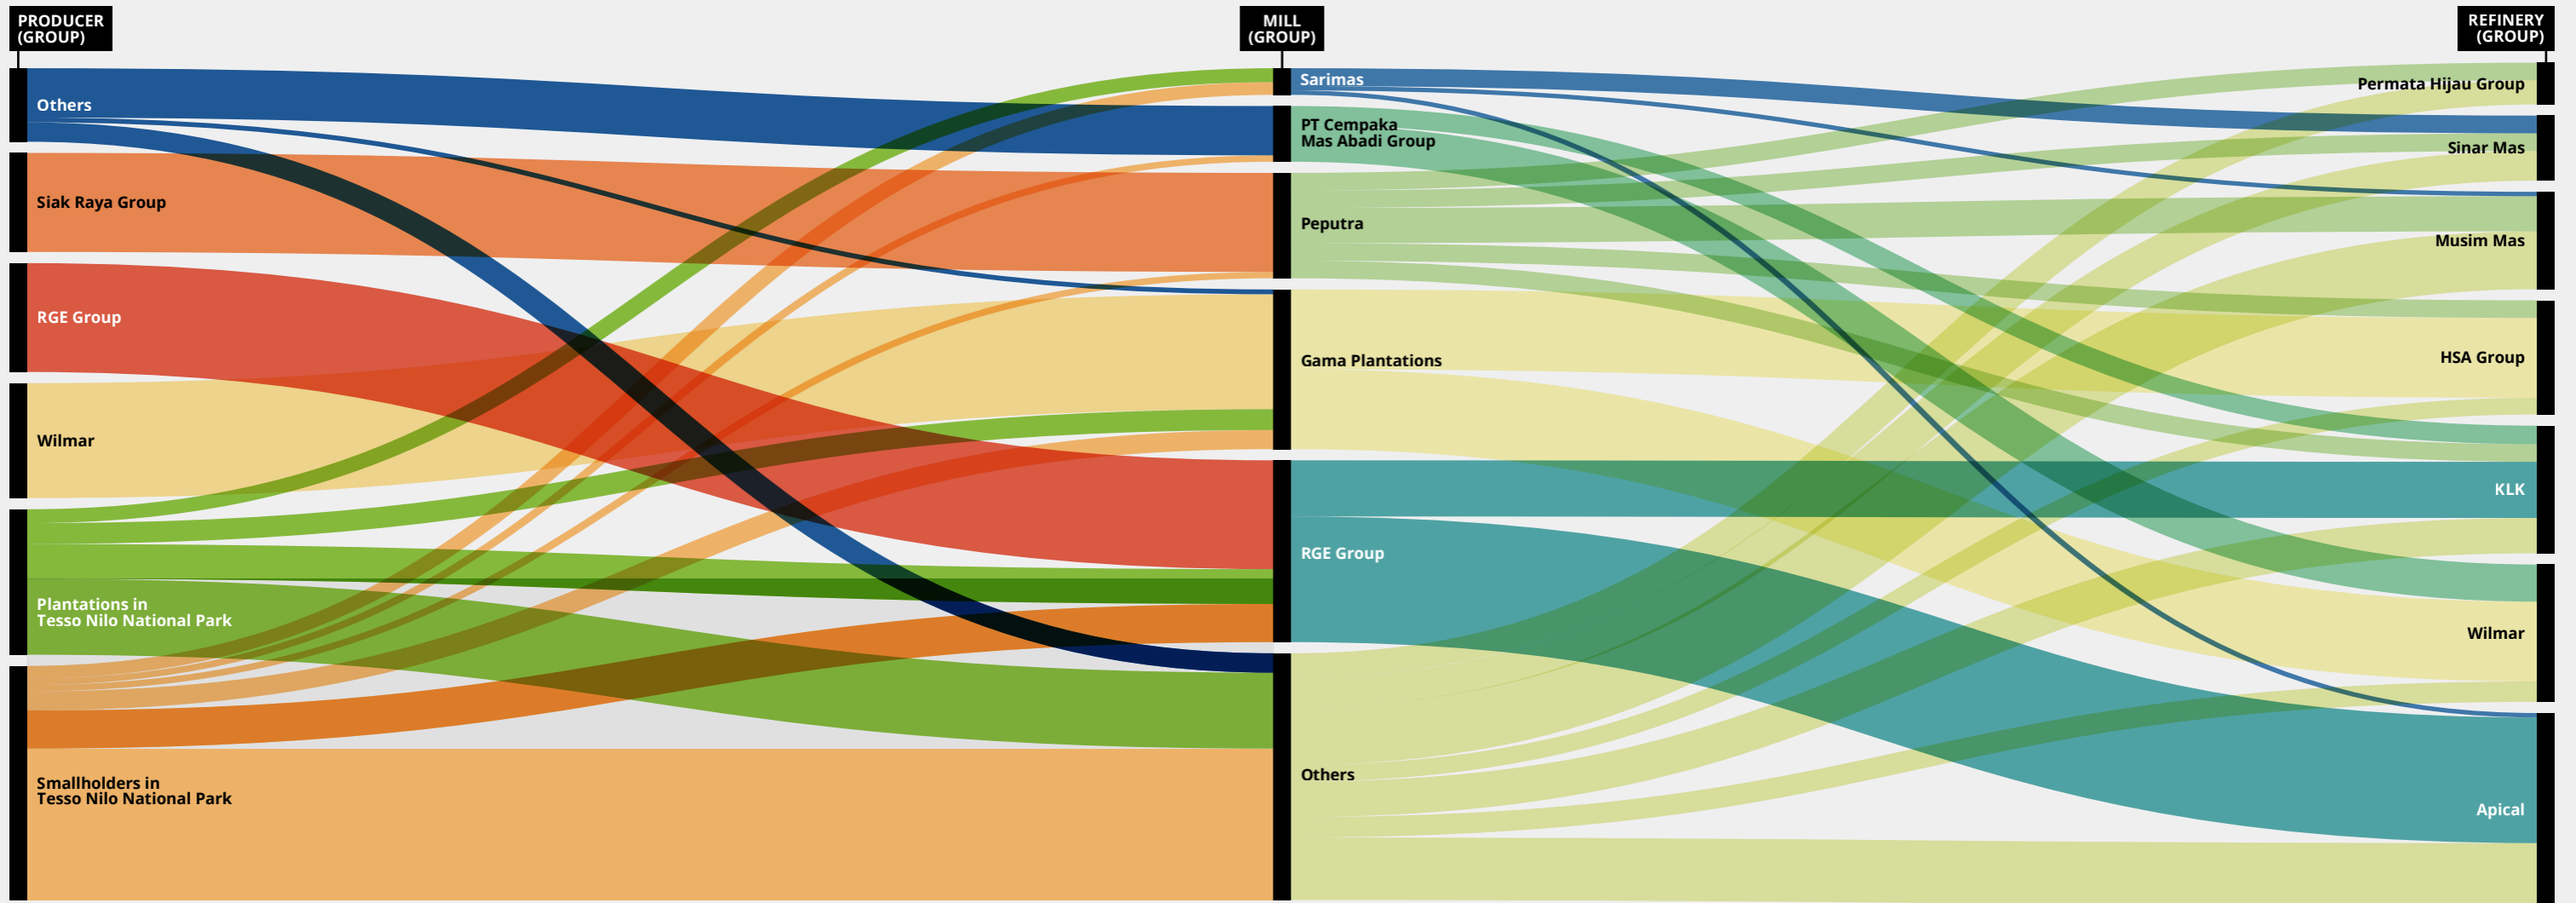 PRODUCER
(GROUP)
MILL
(GROUP)
REFINERY
(GROUP)
Others
Siak Raya Group
RGE Group
Wilmar
Plantations in
Tesso Nilo National Park
Smallholders in
Tesso Nilo National Park
Sarimas
PT Cempaka
Mas Abadi Group
Peputra
Gama Plantations
RGE Group
Others
Permata Hijau Group
Sinar Mas
Musim Mas
HSA Group
KLK
Wilmar
Apical